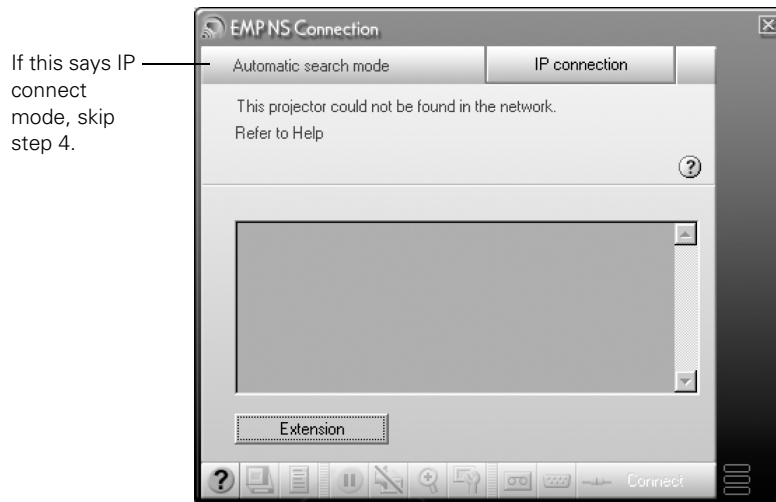 If this says IP
connect
mode, skip
step 4.
EMP NS Connection
Automatic search mode
IP connection
This projector could not be found in the network.
Refer to Help
?
Extension
?
Connect